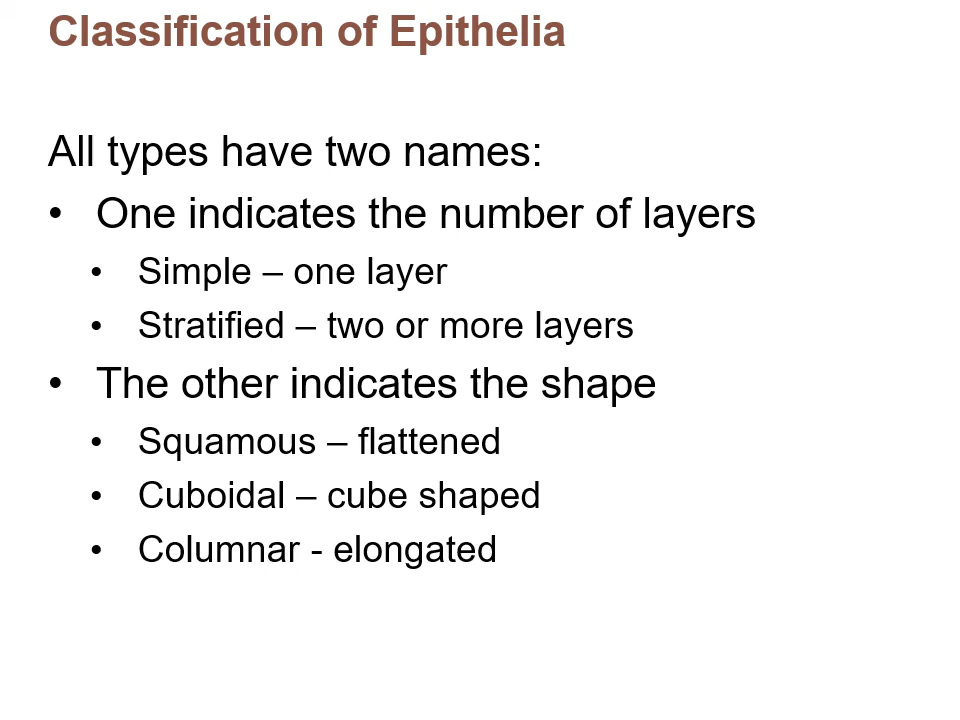 Classification of Epithelia
All types have two names:
• One indicates the number of layers
• Simple – one layer
• Stratified – two or more layers
• The other indicates the shape
• Squamous – flattened
• Cuboidal – cube shaped
• Columnar - elongated